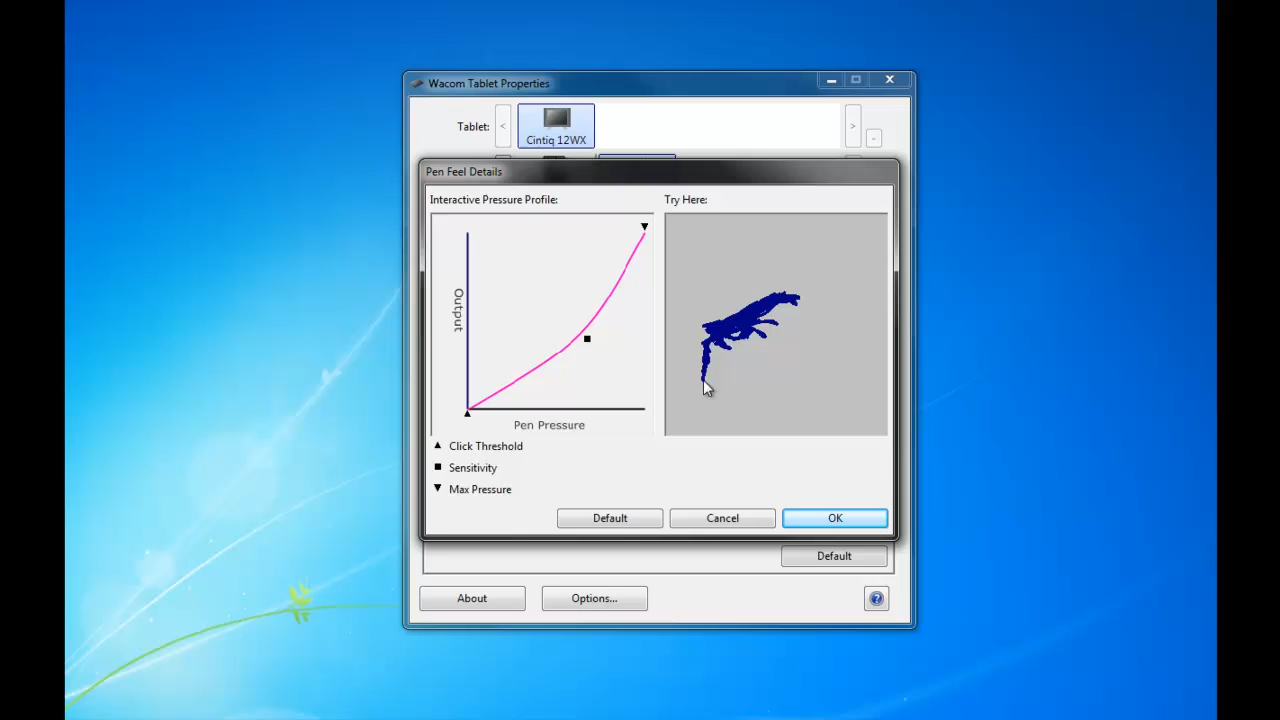 Wacom Tablet Properties
Tablet:
<
Cintiq 12WX
>
-
Pen Feel Details
Interactive Pressure Profile:
Try Here:
Output
Pen Pressure
Click Threshold
Sensitivity
Max Pressure
Default
Cancel
OK
Default
About
Options...
?